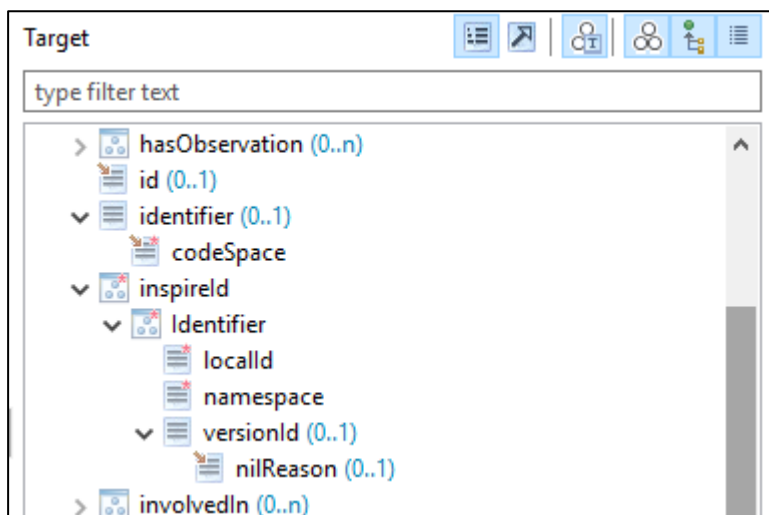 Target
T
type filter text
hasObservation (0..n)
id (0..1)
identifier (0..1)
codeSpace
inspireId
Identifier
localId
namespace
versionId (0..1)
nilReason (0..1)
involvedIn (0..n)